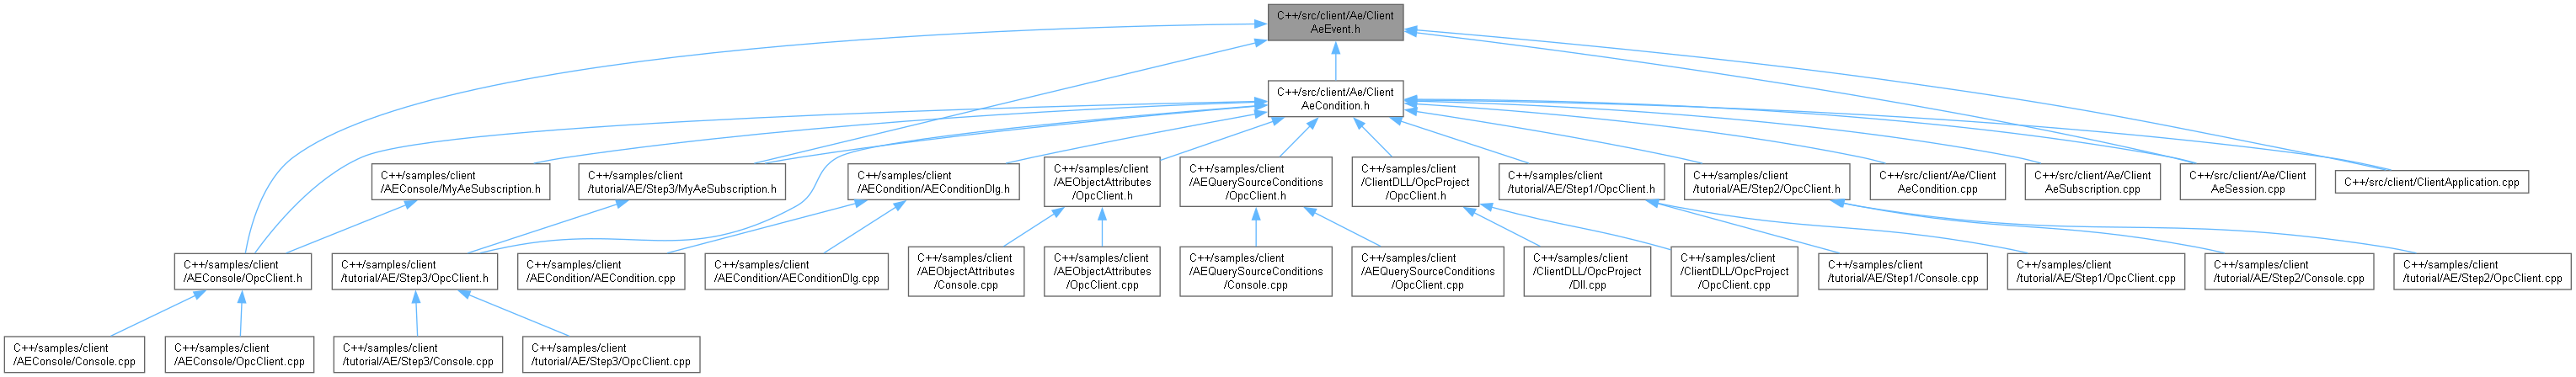 C++/src/client/Ae/Client
AeEvent.h
C++/src/client/Ae/Client
AeCondition.h
C++/samples/client
/AEConsole/MyAeSubscription.h
C++/samples/client
/tutorial/AE/Step3/MyAeSubscription.h
C++/samples/client
/AECondition/AEConditionDlg.h
C++/samples/client
/AEObjectAttributes
/OpcClient.h
C++/samples/client
/AEQuerySourceConditions
/OpcClient.h
C++/samples/client
/ClientDLL/OpcProject
/OpcClient.h
C++/samples/client
/tutorial/AE/Step1/OpcClient.h
C++/samples/client
/tutorial/AE/Step2/OpcClient.h
C++/src/client/Ae/Client
AeCondition.cpp
C++/src/client/Ae/Client
AeSubscription.cpp
C++/src/client/Ae/Client
AeSession.cpp
C++/src/client/ClientApplication.cpp
C++/samples/client
/AEConsole/OpcClient.h
C++/samples/client
/tutorial/AE/Step3/OpcClient.h
C++/samples/client
/AECondition/AECondition.cpp
C++/samples/client
/AECondition/AEConditionDlg.cpp
C++/samples/client
/AEObjectAttributes
/Console.cpp
C++/samples/client
/AEObjectAttributes
/OpcClient.cpp
C++/samples/client
/AEQuerySourceConditions
/Console.cpp
C++/samples/client
/AEQuerySourceConditions
/OpcClient.cpp
C++/samples/client
/ClientDLL/OpcProject
/Dll.cpp
C++/samples/client
/ClientDLL/OpcProject
/OpcClient.cpp
C++/samples/client
/tutorial/AE/Step1/Console.cpp
C++/samples/client
/tutorial/AE/Step1/OpcClient.cpp
C++/samples/client
/tutorial/AE/Step2/Console.cpp
C++/samples/client
/tutorial/AE/Step2/OpcClient.cpp
C++/samples/client
/AEConsole/Console.cpp
C++/samples/client
/AEConsole/OpcClient.cpp
C++/samples/client
/tutorial/AE/Step3/Console.cpp
C++/samples/client
/tutorial/AE/Step3/OpcClient.cpp